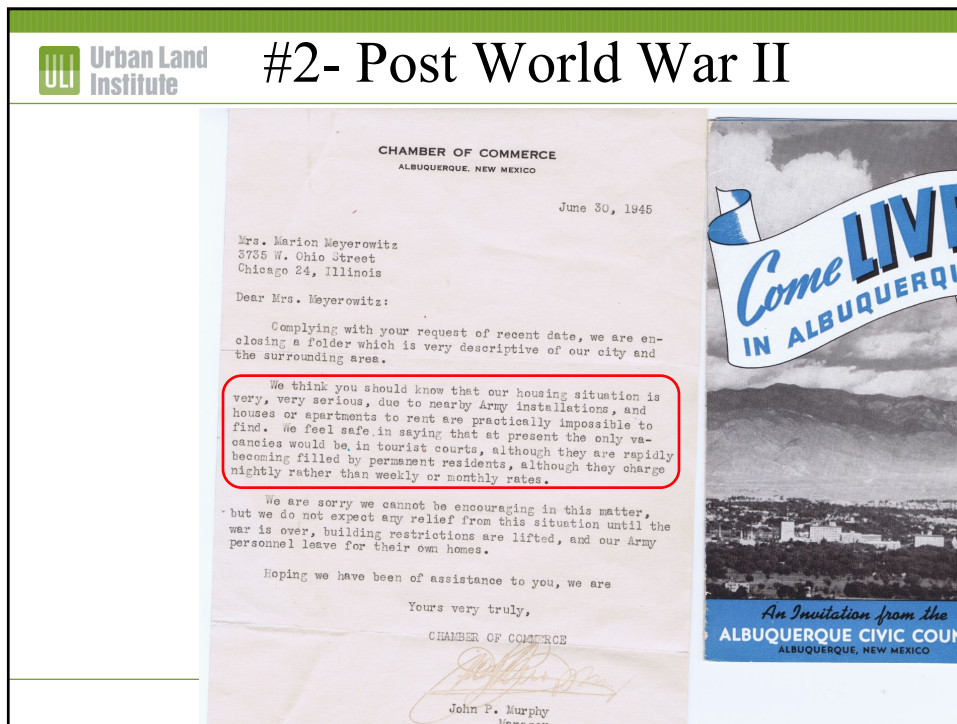 ULI Urban Land
Institute
#2- Post World War II
CHAMBER OF COMMERCE
ALBUQUERQUE, NEW MEXICO
June 30, 1945
Mrs. Marion Meyerowitz
3735 W. Ohio Street
Chicago 24, Illinois
Dear Mrs. Meyerowitz:
Complying with your request of recent date, we are en-
closing a folder which is very descriptive of our city and
the surrounding area.
We think you should know that our housing situation is
very, very serious, due to nearby Army installations, and
houses or apartments to rent are practically impossible to
find. We feel safe in saying that at present the only va-
cancies would be in tourist courts, although they are rapidly
becoming filled by permanent residents, although they charge
nightly rather than weekly or monthly rates.
We are sorry we cannot be encouraging in this matter,
but we do not expect any relief from this situation until the
war is over, building restrictions are lifted, and our Army
personnel leave for their own homes.
Hoping we have been of assistance to you, we are
Yours very truly,
CHAMBER OF COMMERCE
John P. Murphy
Manager
Come LIVE
IN ALBUQUERQU
An Invitation from the
ALBUQUERQUE CIVIC COUN
ALBUQUERQUE, NEW MEXICO